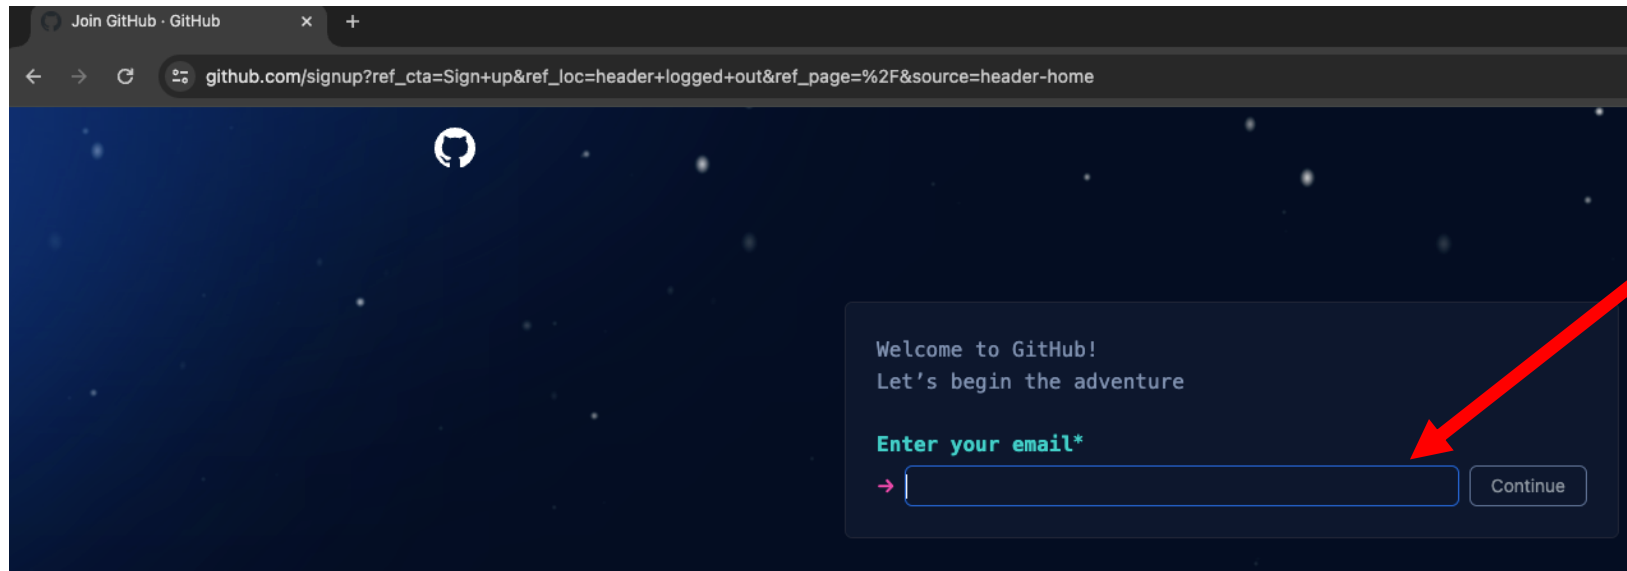 Join GitHub · GitHub
github.com/signup?ref_cta=Sign+up&ref_loc=header+logged+out&ref_page=%2F&source=header-home
Welcome to GitHub!
Let’s begin the adventure
Enter your email*
Continue